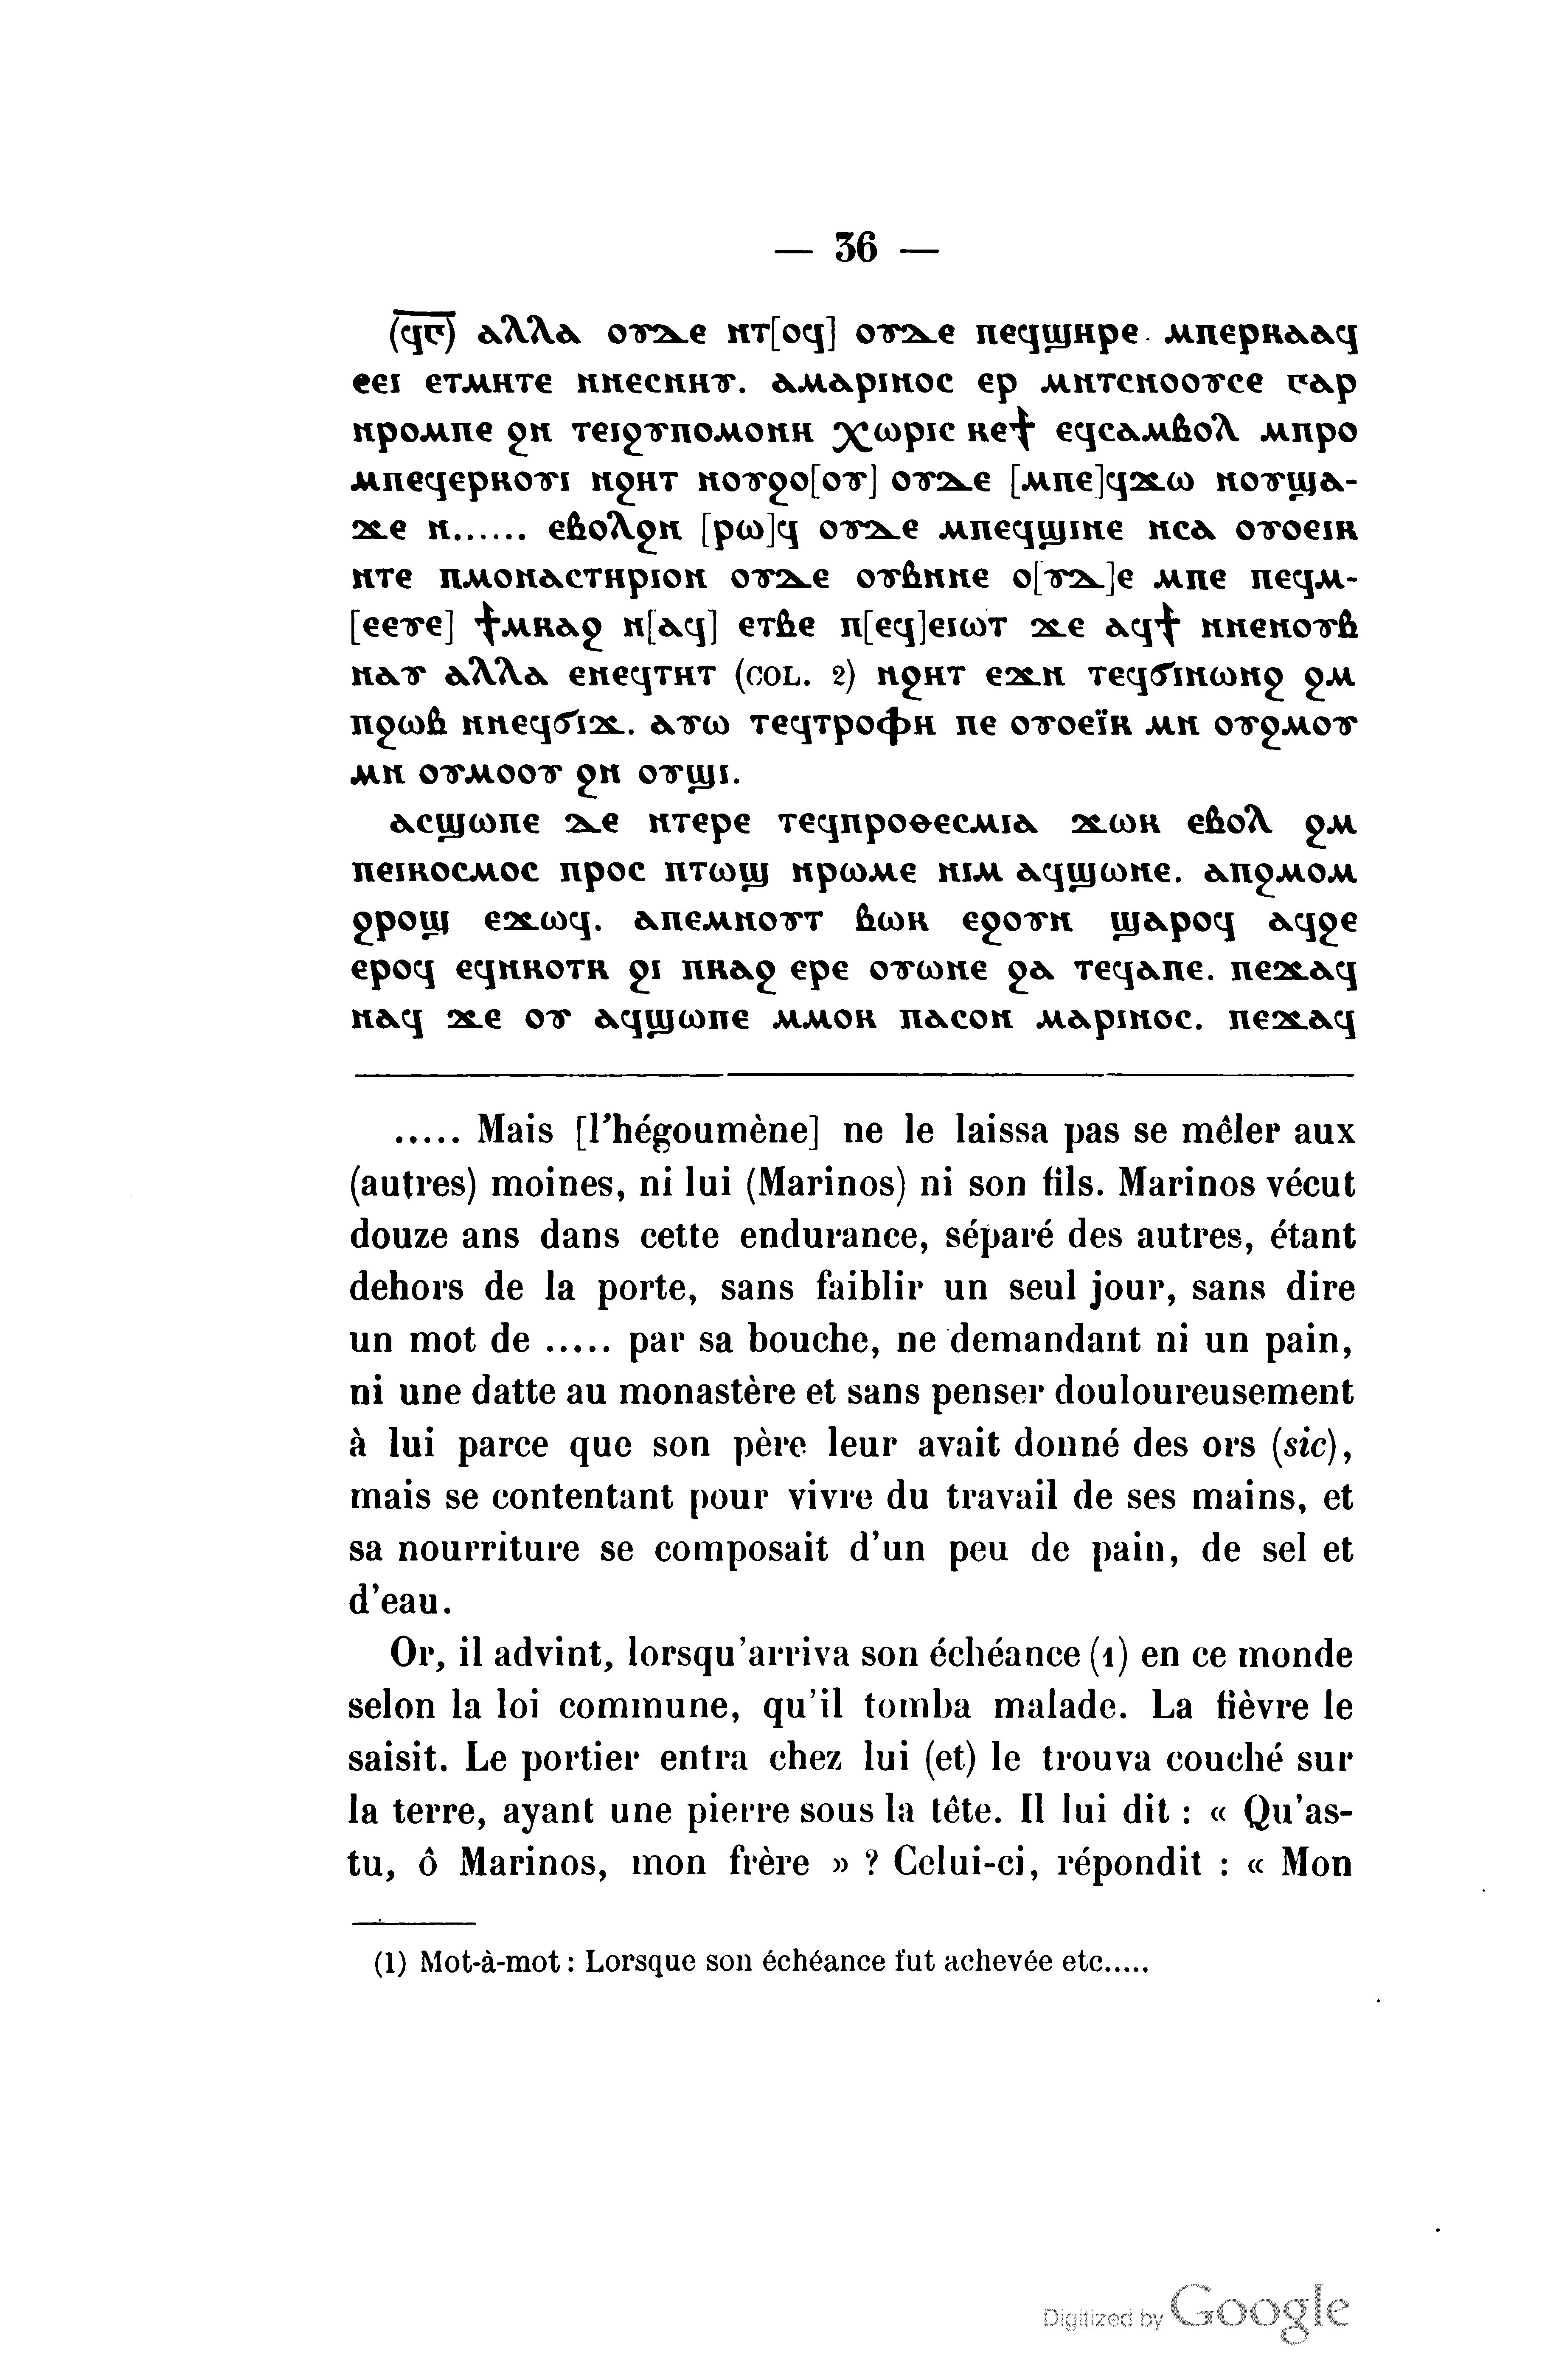 — 36 —
(ϥⲅ̅) ⲁⲗⲗⲁ ⲟⲩⲇⲉ ⲛⲧ[ⲟϥ] ⲟⲩⲇⲉ ⲡⲉϥϣⲏⲣⲉ. ⲙⲡⲉⲣⲕⲁⲁϥ
ⲉⲉⲓ ⲉⲧⲙⲏⲧⲉ ⲛⲛⲉⲥⲛⲏⲩ. ⲁⲙⲁⲣⲓⲛⲟⲥ ⲉⲣ ⲙⲛⲧⲥⲛⲟⲟⲩⲥⲉ ⲅⲁⲣ
ⲛⲣⲟⲙⲡⲉ ϩⲛ ⲧⲉⲓϩⲩⲡⲟⲙⲟⲛⲏ ⲭⲱⲣⲓⲥ ⲕⲉϯ ⲉϥⲥⲁⲙⲃⲟⲗ ⲙⲡⲣⲟ
ⲙⲡⲉϥⲉⲣⲕⲟⲩⲓ ⲛϩⲏⲧ ⲛⲟⲩϩⲟ[ⲟⲩ] ⲟⲩⲇⲉ [ⲙⲡⲉ]ϥϫⲱ ⲛⲟⲩϣⲁ-
ϫⲉ ⲛ...... ⲉⲃⲟⲗϩⲛ [ⲣⲱ]ϥ ⲟⲩⲇⲉ ⲙⲡⲉϥϣⲓⲛⲉ ⲛⲥⲁ ⲟⲩⲟⲉⲓⲕ
ⲛⲧⲉ ⲡⲙⲟⲛⲁⲥⲧⲏⲣⲓⲟⲛ ⲟⲩⲇⲉ ⲟⲩⲃⲛⲛⲉ ⲟ[ⲩⲇ]ⲉ ⲙⲡⲉ ⲡⲉϥⲙ-
[ⲉⲉⲩⲉ] ϯⲙⲕⲁϩ ⲛ[ⲁϥ] ⲉⲧⲃⲉ ⲡ[ⲉϥ]ⲉⲓⲱⲧ ϫⲉ ⲁϥϯ ⲛⲛⲉⲛⲟⲩⲃ
ⲛⲁⲩ ⲁⲗⲗⲁ ⲉⲛⲉϥⲧⲏⲧ (COL. 2) ⲛϩⲏⲧ ⲉϫⲛ ⲧⲉϥϭⲓⲛⲱⲛϩ ϩⲙ
ⲡϩⲱⲃ ⲛⲛⲉϥϭⲓϫ. ⲁⲩⲱ ⲧⲉϥⲧⲣⲟⲫⲏ ⲡⲉ ⲟⲩⲟⲉⲓ̈ⲕ ⲙⲛ ⲟⲩϩⲙⲟⲩ
ⲙⲛ ⲟⲩⲙⲟⲟⲩ ϩⲛ ⲟⲩϣⲓ.
ⲁⲥϣⲱⲡⲉ ⲇⲉ ⲛⲧⲉⲣⲉ ⲧⲉϥⲡⲣⲟⲑⲉⲥⲙⲓⲁ ϫⲱⲕ ⲉⲃⲟⲗ ϩⲙ
ⲡⲉⲓⲕⲟⲥⲙⲟⲥ ⲡⲣⲟⲥ ⲡⲧⲱϣ ⲛⲣⲱⲙⲉ ⲛⲓⲙ ⲁϥϣⲱⲛⲉ. ⲁⲡϩⲙⲟⲙ
ϩⲣⲟϣ ⲉϫⲱϥ. ⲁⲡⲉⲙⲛⲟⲩⲧ ⲃⲱⲕ ⲉϩⲟⲩⲛ ϣⲁⲣⲟϥ ⲁϥϩⲉ
ⲉⲣⲟϥ ⲉϥⲛⲕⲟⲧⲕ ϩⲓ ⲡⲕⲁϩ ⲉⲣⲉ ⲟⲩⲱⲛⲉ ϩⲁ ⲧⲉϥⲁⲡⲉ. ⲡⲉϫⲁϥ
ⲛⲁϥ ϫⲉ ⲟⲩ ⲁϥϣⲱⲡⲉ ⲙⲙⲟⲕ ⲡⲁⲥⲟⲛ ⲙⲁⲣⲓⲛⲟⲥ. ⲡⲉϫⲁϥ
..... Mais [l'hégoumène] ne le laissa pas se mêler aux
(autres) moines, ni lui (Marinos) ni son fils. Marinos vécut
douze ans dans cette endurance, séparé des autres, étant
dehors de la porte, sans faiblir un seul jour, sans dire
un mot de ..... par sa bouche, ne demandant ni un pain,
ni une datte au monastère et sans penser douloureusement
à lui parce que son père leur avait donné des ors (sic),
mais se contentant pour vivre du travail de ses mains, et
sa nourriture se composait d'un peu de pain, de sel et
d'eau.
Or, il advint, lorsqu'arriva son échéance (1) en ce monde
selon la loi commune, qu'il tomba malade. La fièvre le
saisit. Le portier entra chez lui (et) le trouva couché sur
la terre, ayant une pierre sous la tête. Il lui dit : « Qu'as-
tu, ô Marinos, mon frère » ? Celui-ci, répondit : « Mon
(1) Mot-à-mot : Lorsque son échéance fut achevée etc.....
Digitized by Google